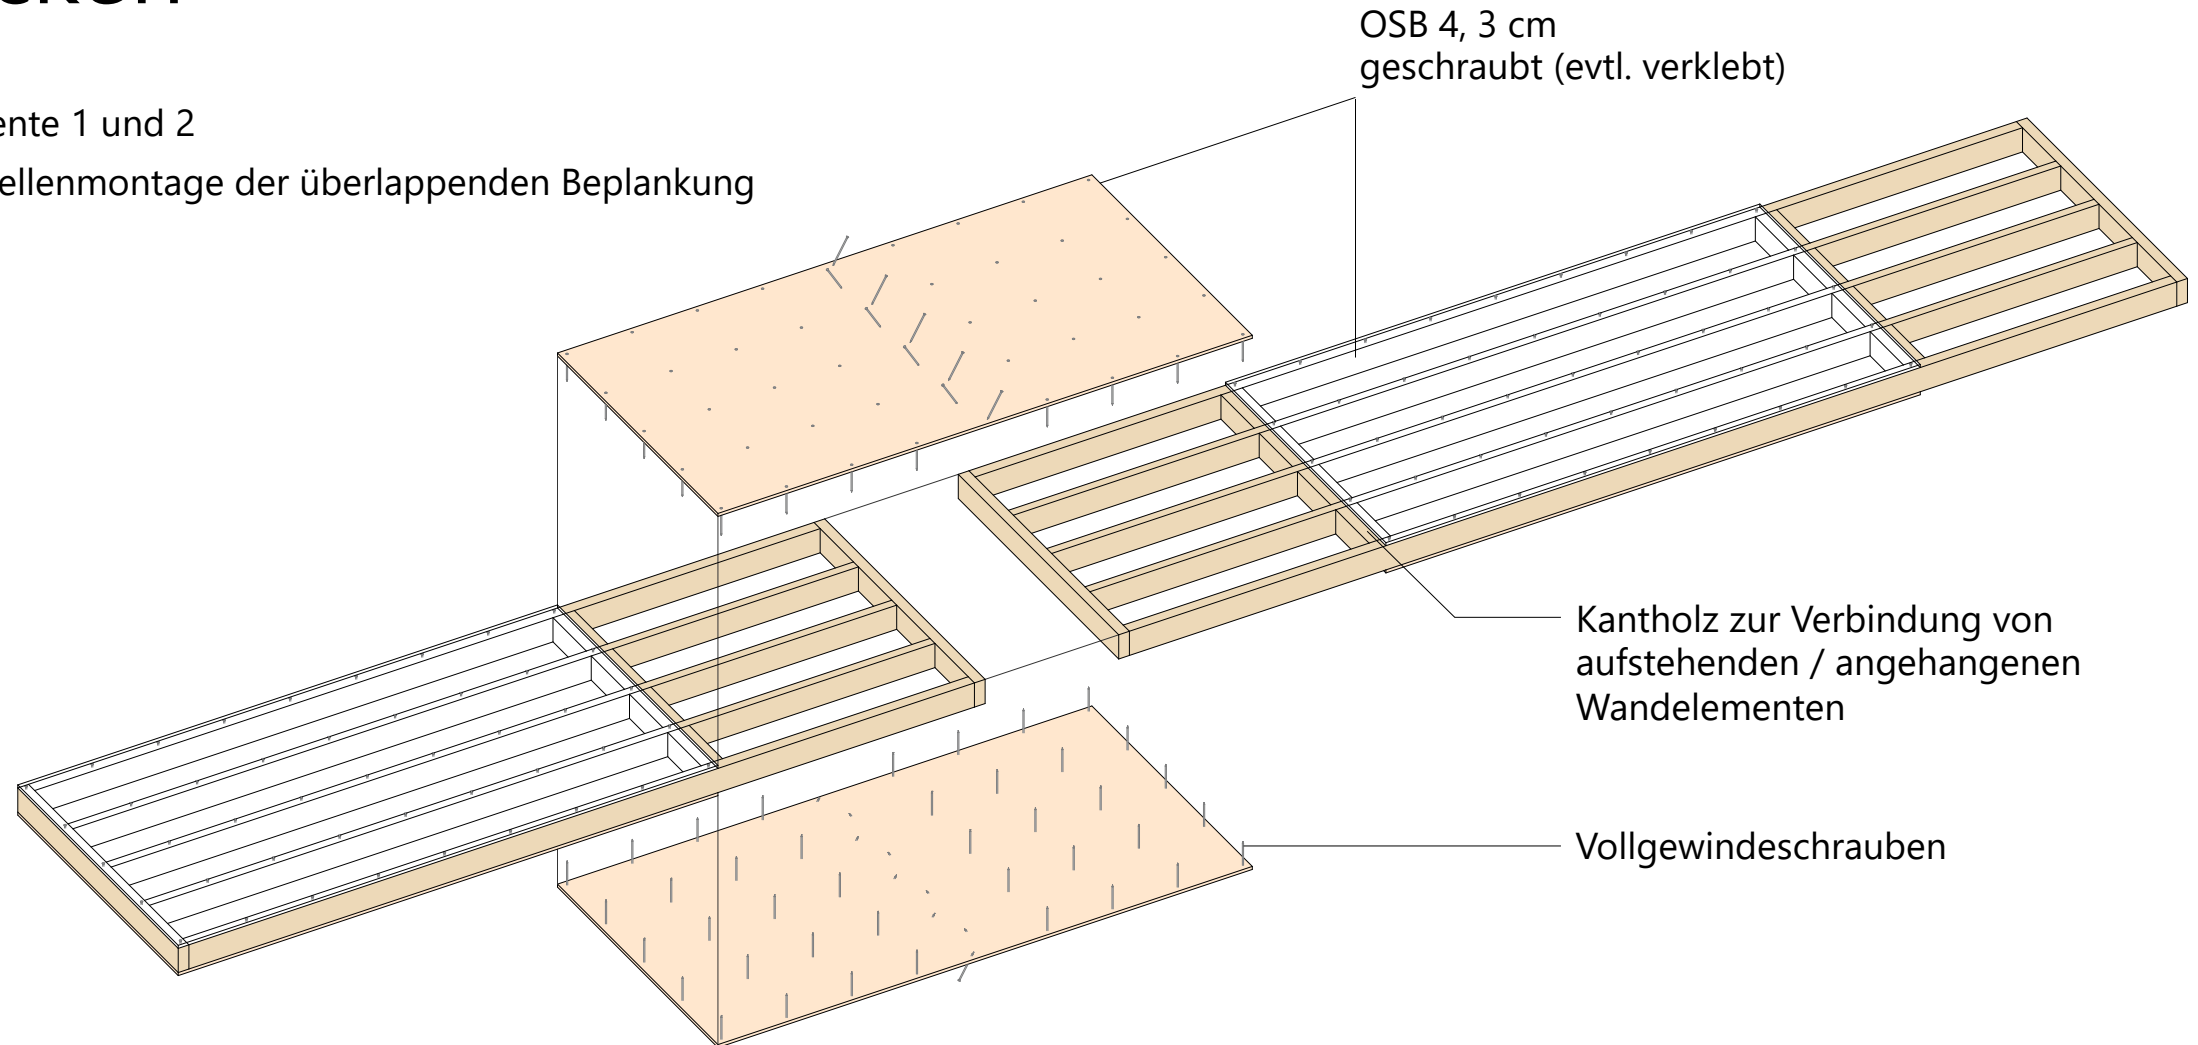 OSB 4, 3 cm
geschraubt (evtl. verklebt)
ente 1 und 2
ellenmontage der überlappenden Beplankung
Kantholz zur Verbindung von
aufstehenden / angehangenen
Wandelementen
Vollgewindeschrauben